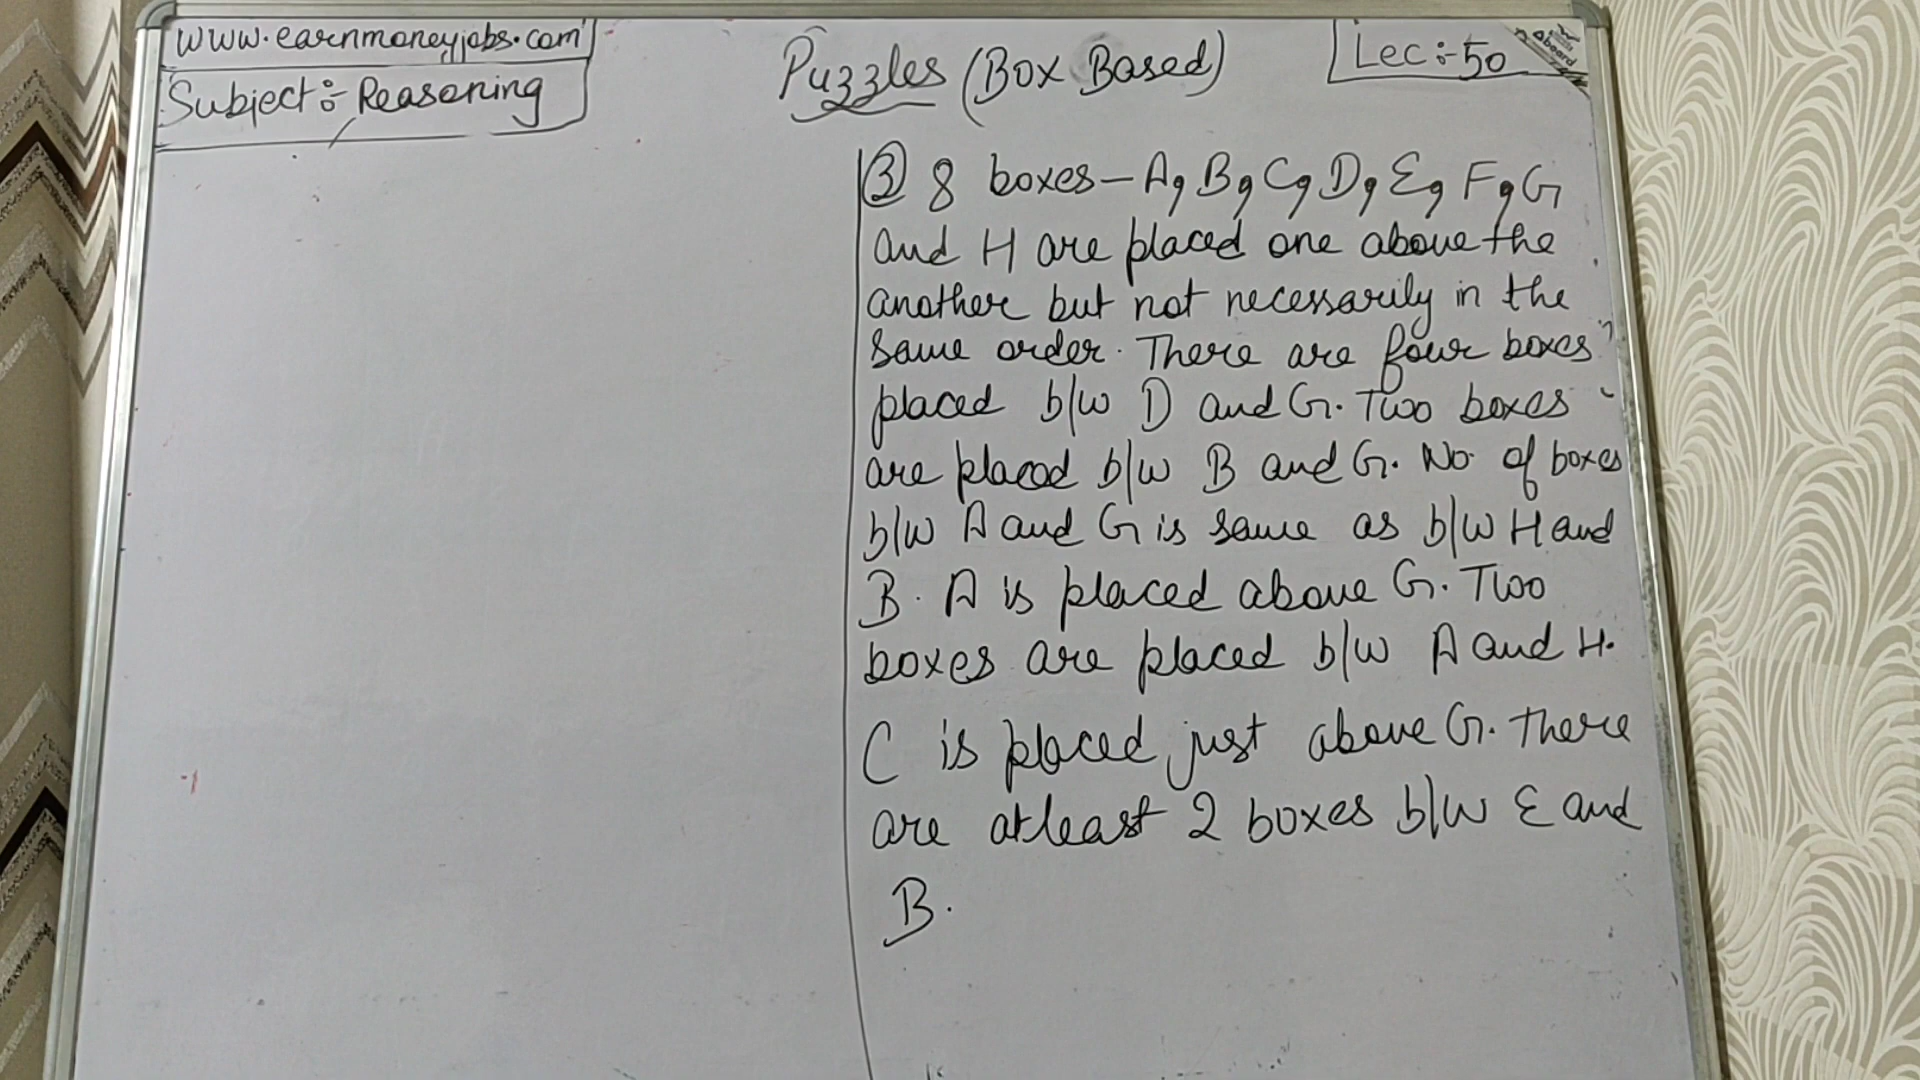 www.earnmoneyjobs.com
Subject:- Reasoning
Puzzles (Box Based)
Lec:-50
Aboard
③ 8 boxes - A, B, C, D, E, F, G
and H are placed one above the
another but not necessarily in the
same order. There are four boxes
placed b/w D and G. Two boxes
are placed b/w B and G. No. of boxes
b/w A and G is same as b/w H and
B. A is placed above G. Two
boxes are placed b/w A and H.
C is placed just above G. There
are atleast 2 boxes b/w E and
B.